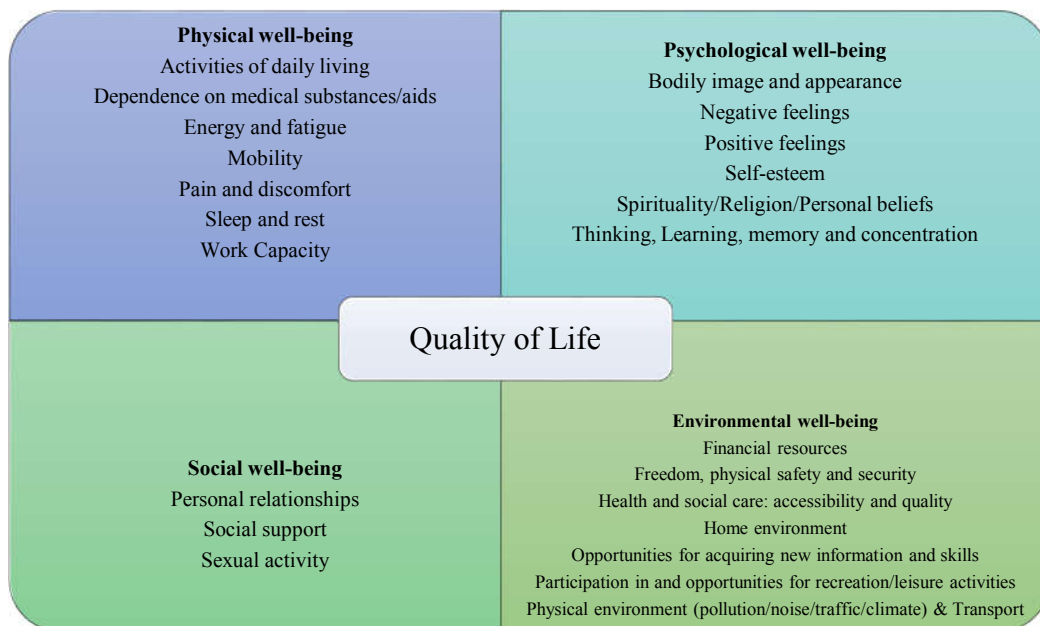 Physical well-being
Activities of daily living
Dependence on medical substances/aids
Energy and fatigue
Mobility
Pain and discomfort
Sleep and rest
Work Capacity
Psychological well-being
Bodily image and appearance
Negative feelings
Positive feelings
Self-esteem
Spirituality/Religion/Personal beliefs
Thinking, Learning, memory and concentration
Quality of Life
Social well-being
Personal relationships
Social support
Sexual activity
Environmental well-being
Financial resources
Freedom, physical safety and security
Health and social care: accessibility and quality
Home environment
Opportunities for acquiring new information and skills
Participation in and opportunities for recreation/leisure activities
Physical environment (pollution/noise/traffic/climate) & Transport